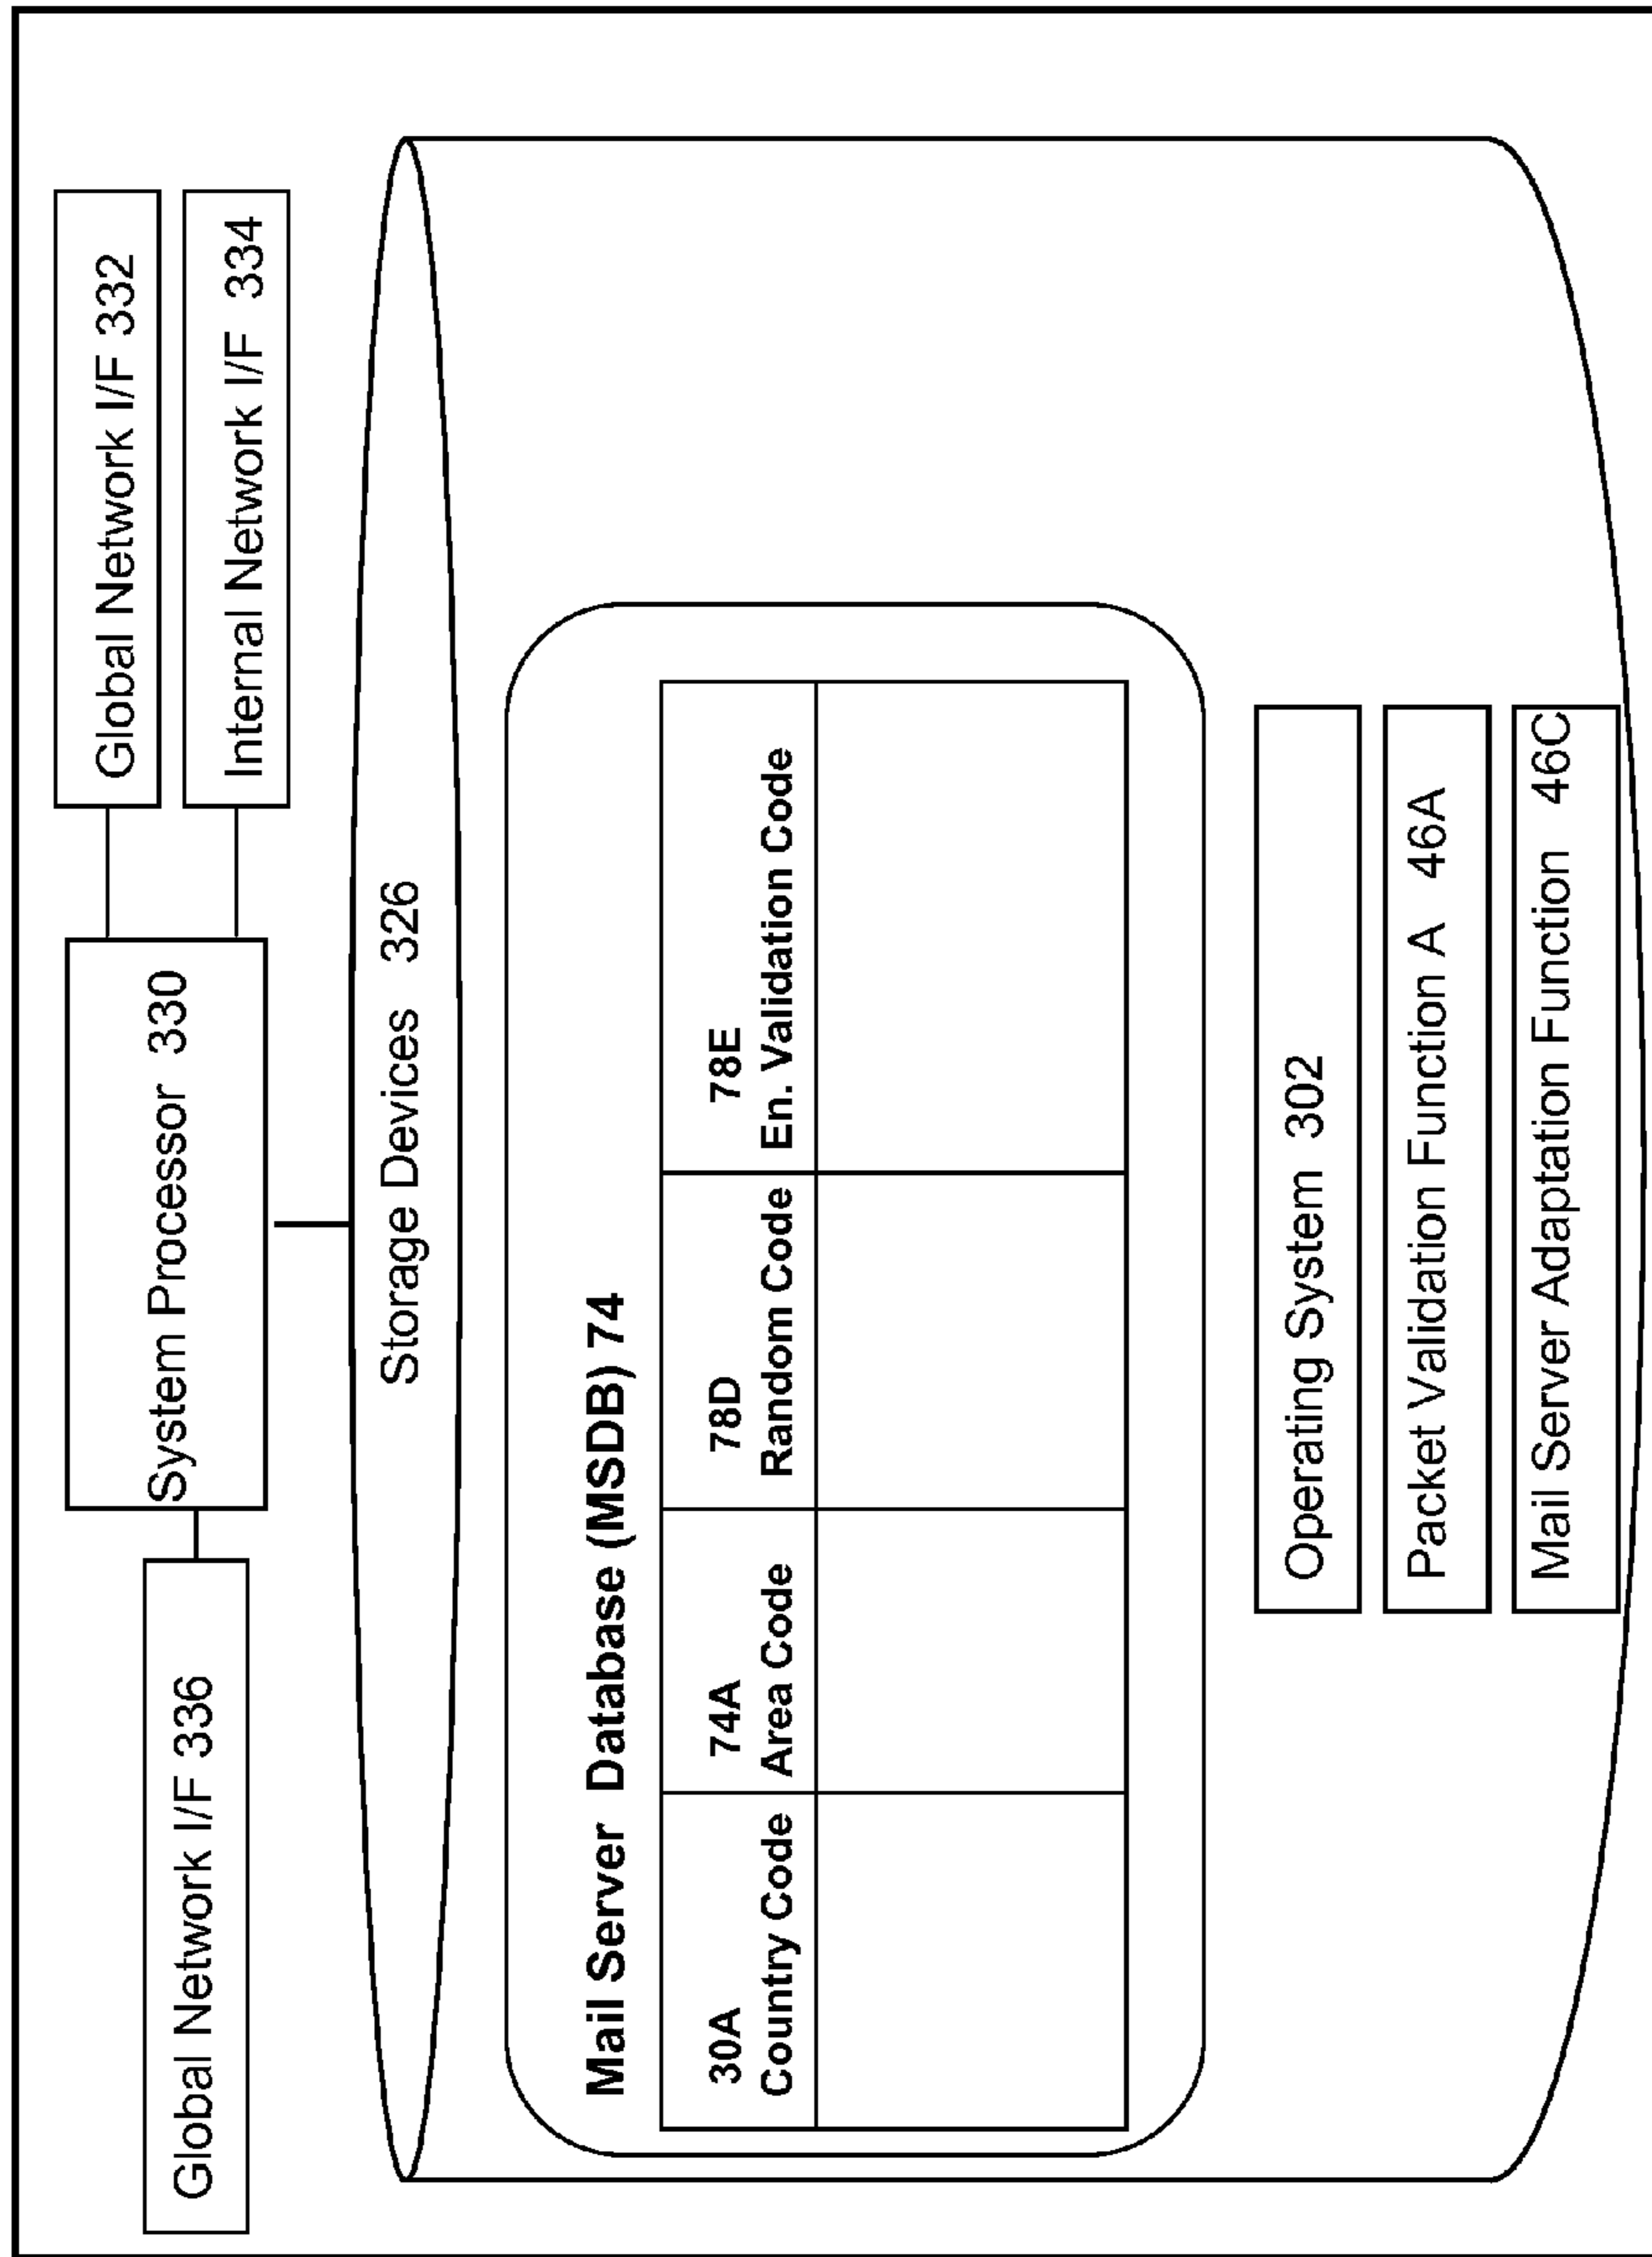 Global Network I/F 336
System Processor 330
Global Network I/F 332
Internal Network I/F 334
Storage Devices 326
Mail Server Database (MSDB) 74
30A
Country Code
74A
Area Code
78D
Random Code
78E
En. Validation Code
Operating System 302
Packet Validation Function A 46A
Mail Server Adaptation Function 46C